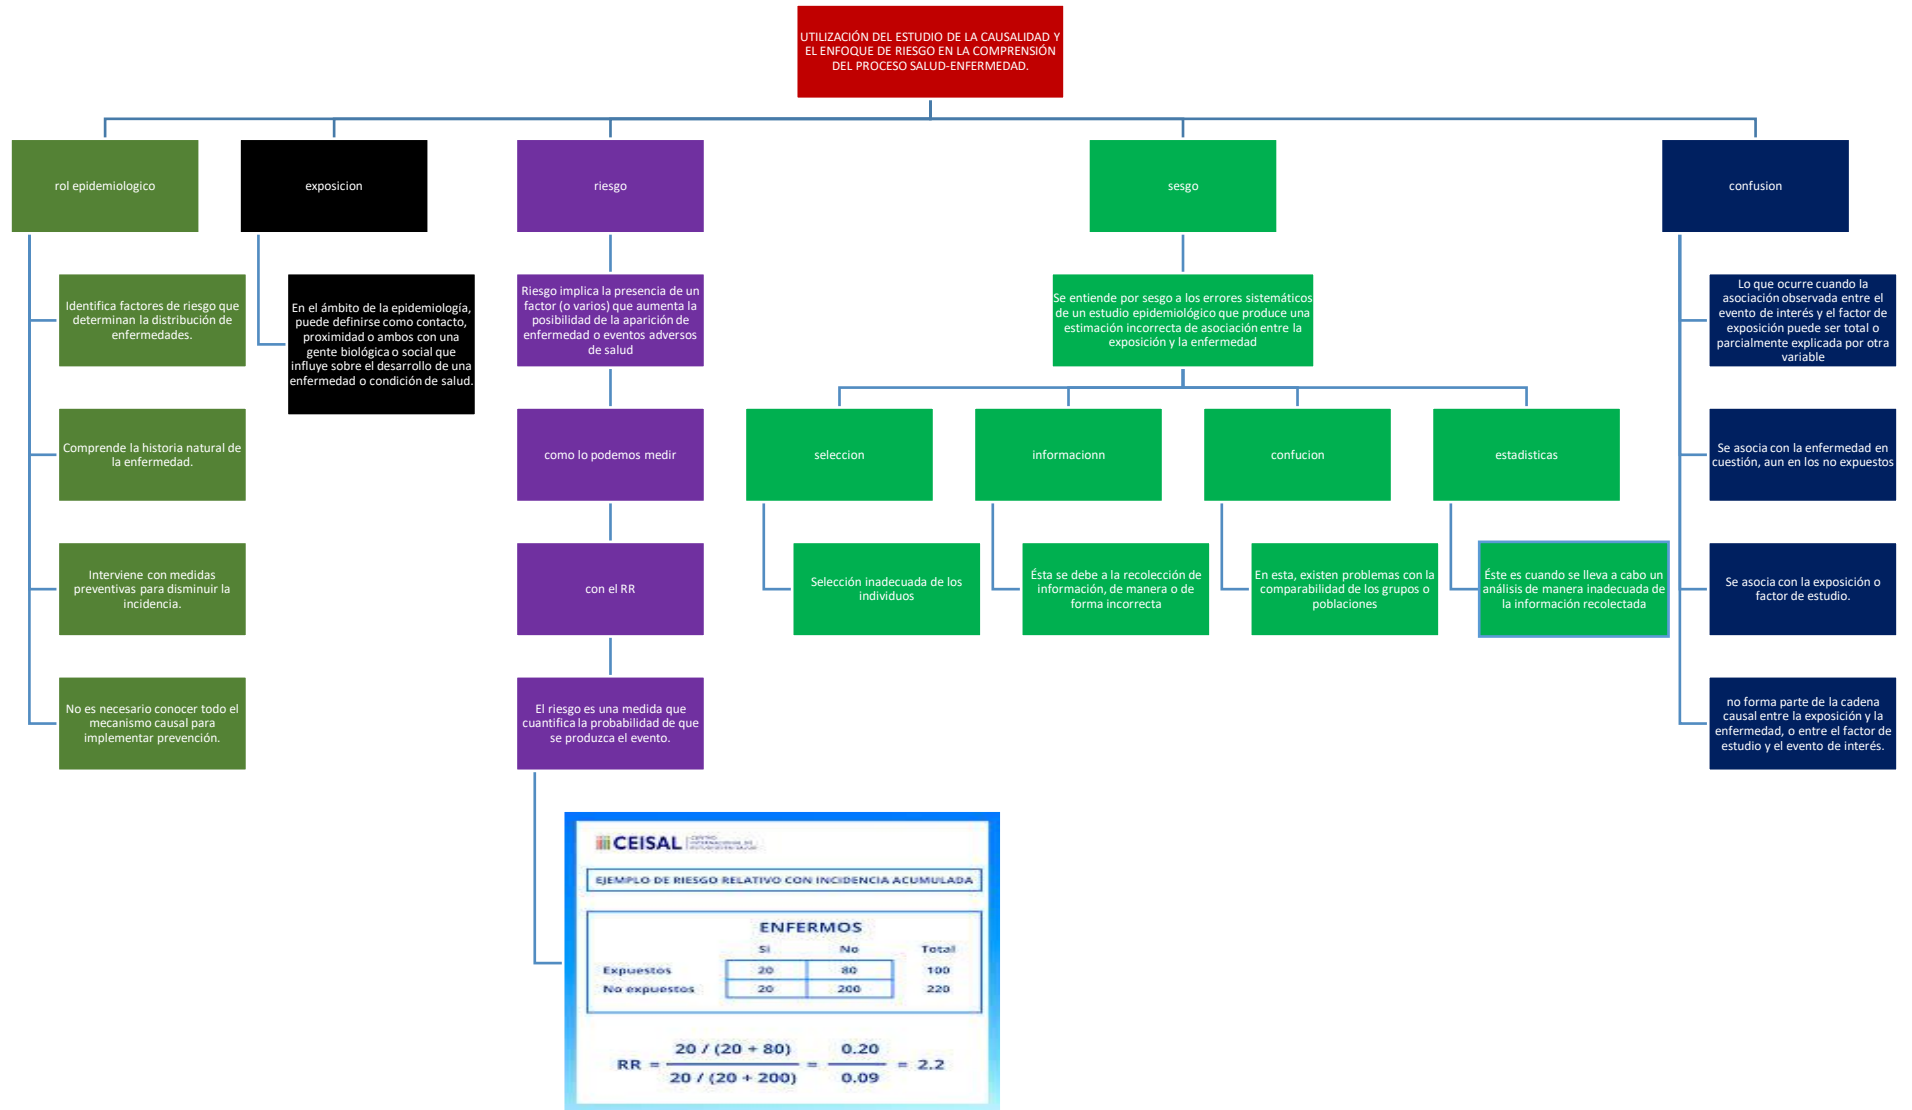 UTILIZACIÓN DEL ESTUDIO DE LA CAUSALIDAD Y
EL ENFOQUE DE RIESGO EN LA COMPRENSIÓN
DEL PROCESO SALUD-ENFERMEDAD.
rol epidemiologico
Identifica factores de riesgo que
determinan la distribución de
enfermedades.
Comprende la historia natural de
la enfermedad.
Interviene con medidas
preventivas para disminuir la
incidencia.
No es necesario conocer todo el
mecanismo causal para
implementar prevención.
exposicion
En el ámbito de la epidemiología,
puede definirse como contacto,
proximidad o ambos con una
gente biológica o social que
influye sobre el desarrollo de una
enfermedad o condición de salud.
riesgo
Riesgo implica la presencia de un
factor (o varios) que aumenta la
posibilidad de la aparición de
enfermedad o eventos adversos
de salud
como lo podemos medir
con el RR
El riesgo es una medida que
cuantifica la probabilidad de que
se produzca el evento.
CEISAL
EJEMPLO DE RIESGO RELATIVO CON INCIDENCIA ACUMULADA
ENFERMOS
Si No Total
Expuestos 20 80 100
No expuestos 20 200 220
RR = 20 / (20 + 80) / 20 / (20 + 200) = 0.20 / 0.09 = 2.2
sesgo
Se entiende por sesgo a los errores sistemáticos
de un estudio epidemiológico que produce una
estimación incorrecta de asociación entre la
exposición y la enfermedad
seleccion
Selección inadecuada de los
individuos
informacionn
Ésta se debe a la recolección de
información, de manera o de
forma incorrecta
confucion
En esta, existen problemas con la
comparabilidad de los grupos o
poblaciones
estadisticas
Éste es cuando se lleva a cabo un
análisis de manera inadecuada de
la información recolectada
confusion
Lo que ocurre cuando la
asociación observada entre el
evento de interés y el factor de
exposición puede ser total o
parcialmente explicada por otra
variable
Se asocia con la enfermedad en
cuestión, aun en los no expuestos
Se asocia con la exposición o
factor de estudio.
no forma parte de la cadena
causal entre la exposición y la
enfermedad, o entre el factor de
estudio y el evento de interés.